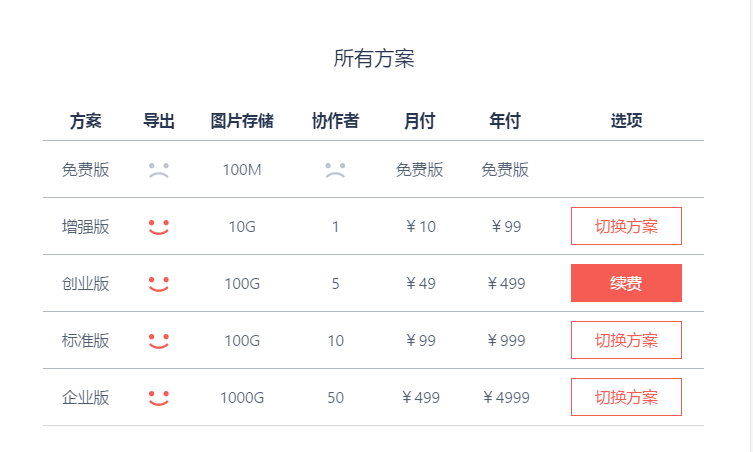 所有方案
方案 导出 图片存储 协作者 月付 年付 选项
免费版 100M 免费版 免费版
增强版 10G 1 ￥10 ￥99 切换方案
创业版 100G 5 ￥49 ￥499 续费
标准版 100G 10 ￥99 ￥999 切换方案
企业版 1000G 50 ￥499 ￥4999 切换方案